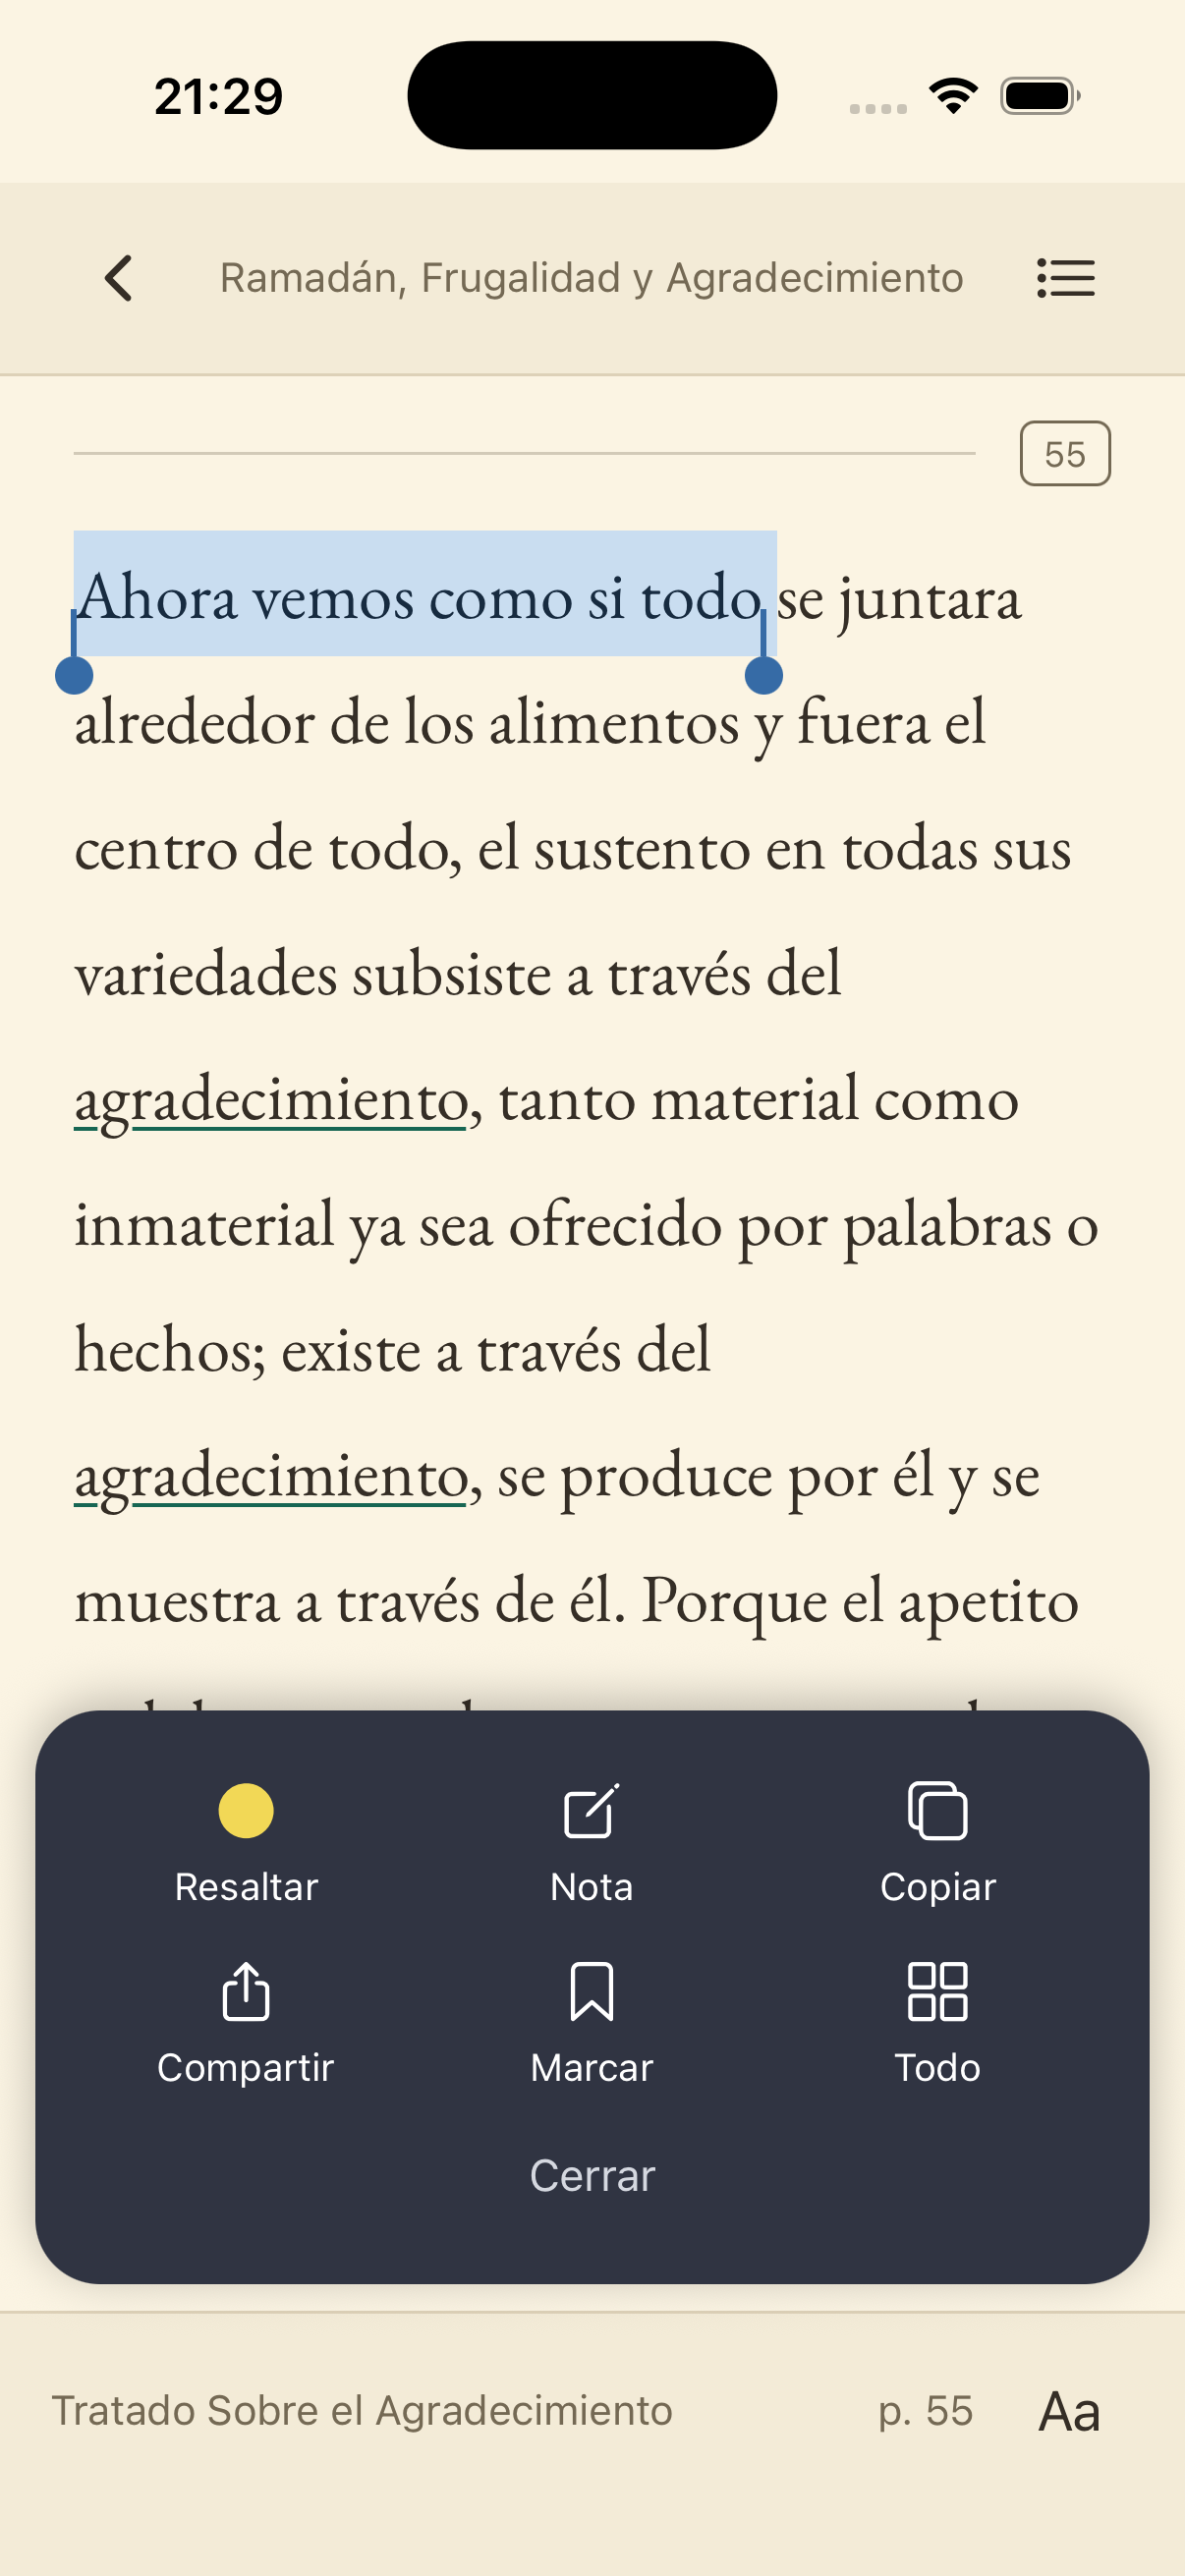 21:29
Ramadán, Frugalidad y Agradecimiento
55
Ahora vemos como si todo se juntara
alrededor de los alimentos y fuera el
centro de todo, el sustento en todas sus
variedades subsiste a través del
agradecimiento, tanto material como
inmaterial ya sea ofrecido por palabras o
hechos; existe a través del
agradecimiento, se produce por él y se
muestra a través de él. Porque el apetito
Resaltar
Nota
Copiar
Compartir
Marcar
Todo
Cerrar
Tratado Sobre el Agradecimiento
p. 55
Aa